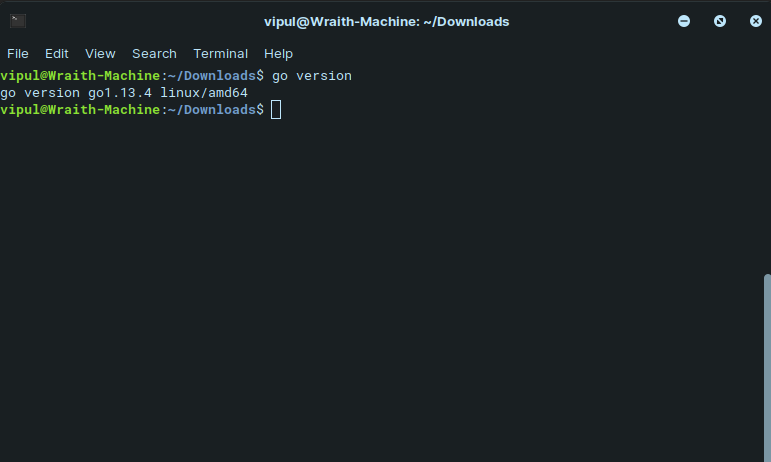 vipul@Wraith-Machine: ~/Downloads
File Edit View Search Terminal Help
vipul@Wraith-Machine:~/Downloads$ go version
go version go1.13.4 linux/amd64
vipul@Wraith-Machine:~/Downloads$